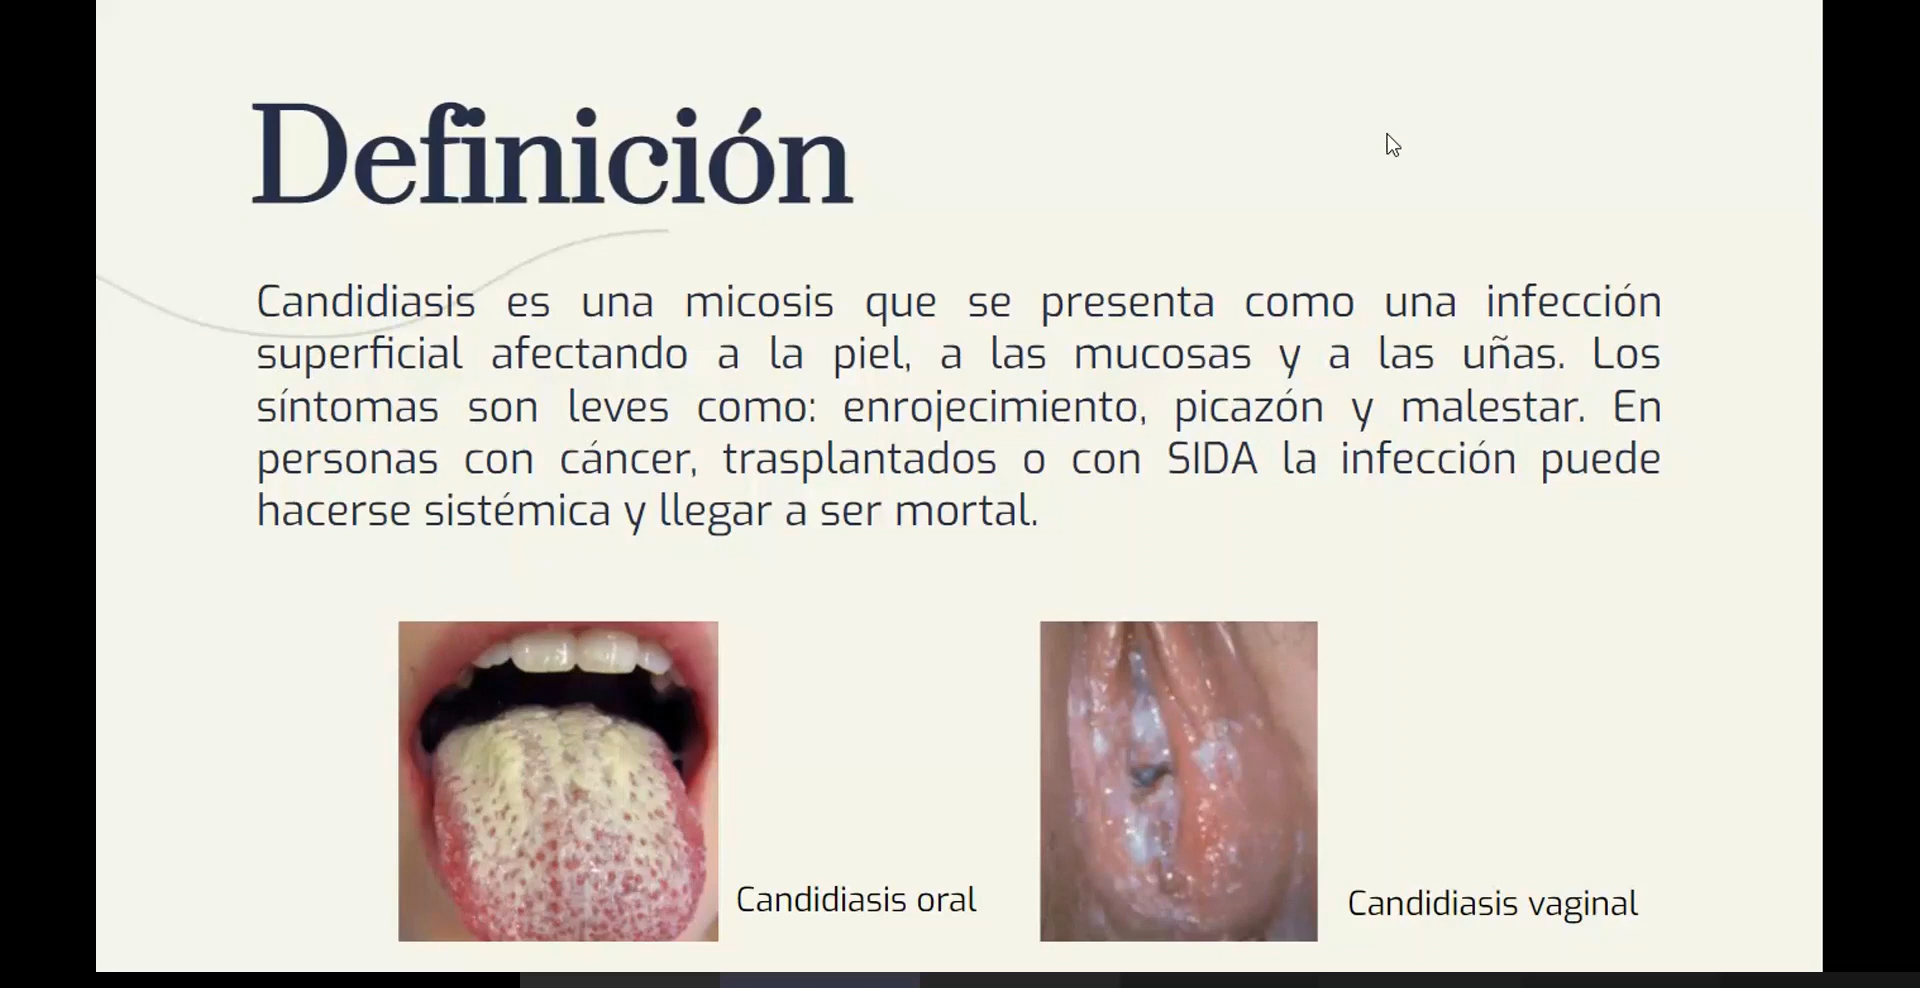 Definición
Candidiasis es una micosis que se presenta como una infección
superficial afectando a la piel, a las mucosas y a las uñas. Los
síntomas son leves como: enrojecimiento, picazón y malestar. En
personas con cáncer, trasplantados o con SIDA la infección puede
hacerse sistémica y llegar a ser mortal.
Candidiasis oral
Candidiasis vaginal